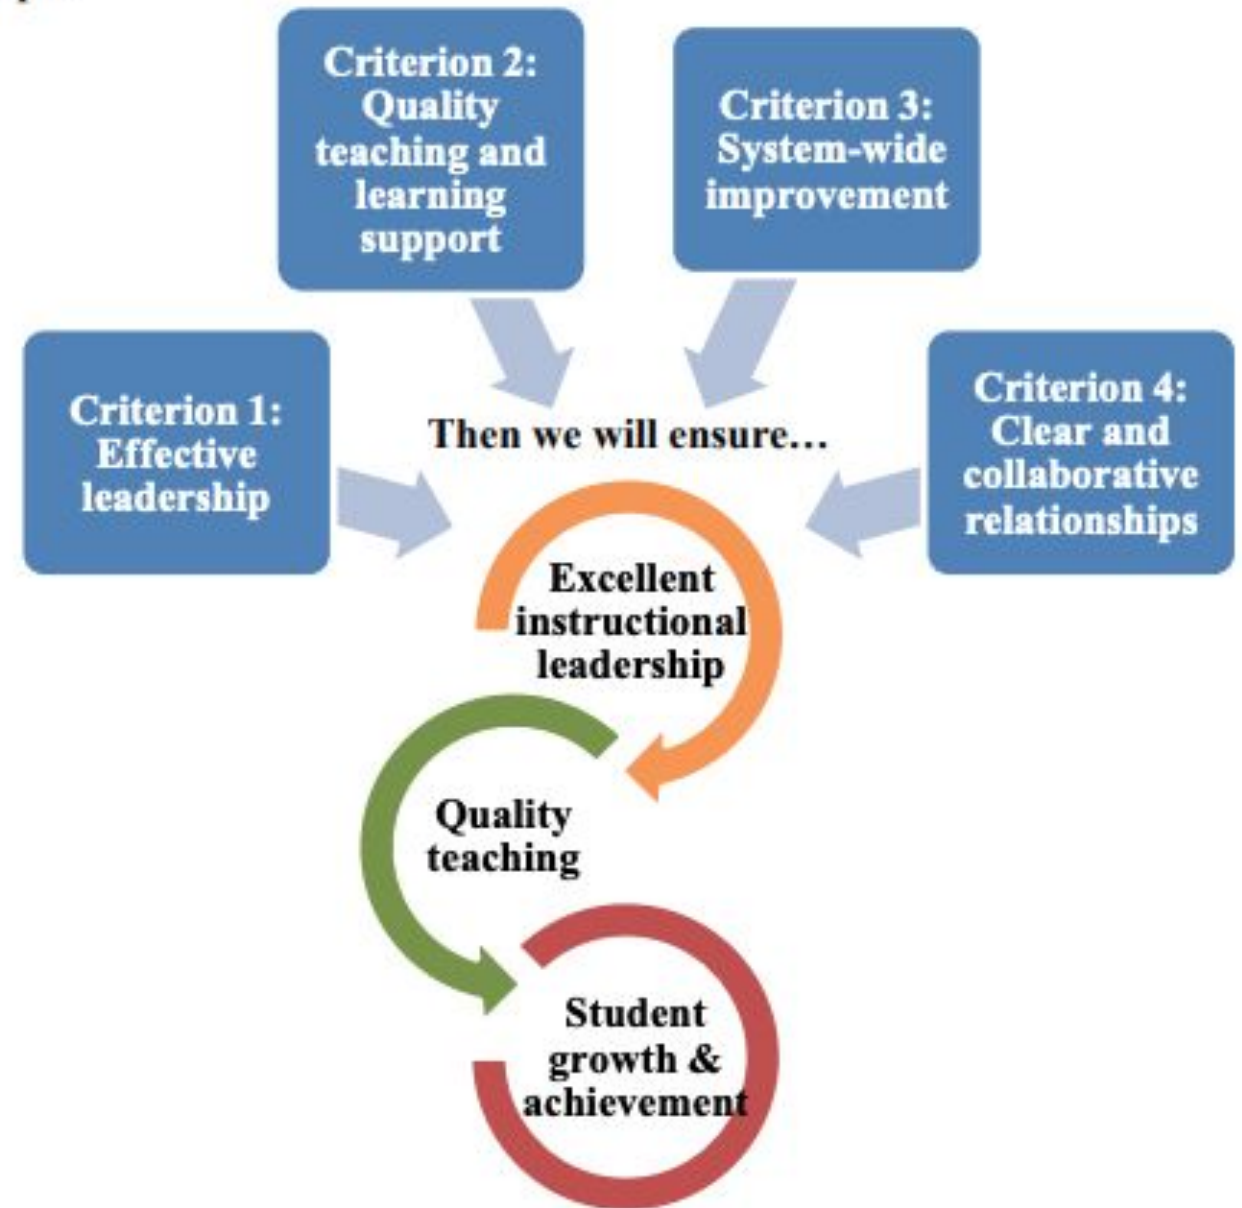 Criterion 2:
Quality
teaching and
learning
support
Criterion 3:
System-wide
improvement
Criterion 1:
Effective
leadership
Criterion 4:
Clear and
collaborative
relationships
Then we will ensure…
Excellent
instructional
leadership
Quality
teaching
Student
growth &
achievement